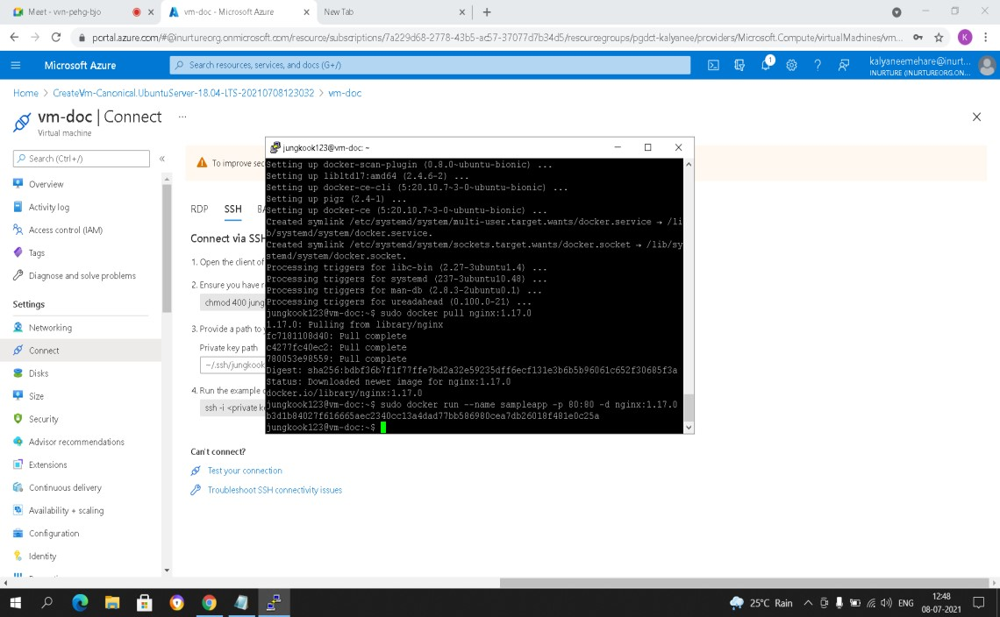 Meet - vvn-pehg-bjo
vm-doc - Microsoft Azure
New Tab
portal.azure.com/#@inurtureorg.onmicrosoft.com/resource/subscriptions/7a229d68-2778-43b5-ac57-37077d7b34d5/resourcegroups/pgdct-kalyanee/providers/Microsoft.Compute/virtualMachines/vm...
K
Microsoft Azure
Search resources, services, and docs (G+/)
1
kalyaneemehare@inurt...
INURTURE (INURTUREORG.ON...
Home > CreateVm-Canonical.UbuntuServer-18.04-LTS-20210708123032 > vm-doc
vm-doc | Connect ...
Virtual machine
Search (Ctrl+/)
«
Overview
Activity log
Access control (IAM)
Tags
Diagnose and solve problems
Settings
Networking
Connect
Disks
Size
Security
Advisor recommendations
Extensions
Continuous delivery
Availability + scaling
Configuration
Identity
To improve sec
RDP SSH BA
Connect via SSH
1. Open the client of
2. Ensure you have r
chmod 400 jung
3. Provide a path to y
Private key path
~/.ssh/jungkook
4. Run the example c
ssh -i <private k
Can't connect?
Test your connection
Troubleshoot SSH connectivity issues
jungkook123@vm-doc: ~
Setting up docker-scan-plugin (0.8.0~ubuntu-bionic) ...
Setting up libltdl7:amd64 (2.4.6-2) ...
Setting up docker-ce-cli (5:20.10.7~3-0~ubuntu-bionic) ...
Setting up pigz (2.4-1) ...
Setting up docker-ce (5:20.10.7~3-0~ubuntu-bionic) ...
Created symlink /etc/systemd/system/multi-user.target.wants/docker.service → /li
b/systemd/system/docker.service.
Created symlink /etc/systemd/system/sockets.target.wants/docker.socket → /lib/sy
stemd/system/docker.socket.
Processing triggers for libc-bin (2.27-3ubuntu1.4) ...
Processing triggers for systemd (237-3ubuntu10.48) ...
Processing triggers for man-db (2.8.3-2ubuntu0.1) ...
Processing triggers for ureadahead (0.100.0-21) ...
jungkook123@vm-doc:~$ sudo docker pull nginx:1.17.0
1.17.0: Pulling from library/nginx
fc7181108d40: Pull complete
c4277fc40ec2: Pull complete
780053e98559: Pull complete
Digest: sha256:bdbf36b7f1f77ffe7bd2a32e59235dff6ecf131e3b6b5b96061c652f30685f3a
Status: Downloaded newer image for nginx:1.17.0
docker.io/library/nginx:1.17.0
jungkook123@vm-doc:~$ sudo docker run --name sampleapp -p 80:80 -d nginx:1.17.0
b3d1b84027f616665aec2340cc13a4dad77bb586980cea7db26018f481e0c25a
jungkook123@vm-doc:~$
25°C Rain
ENG
12:48
08-07-2021